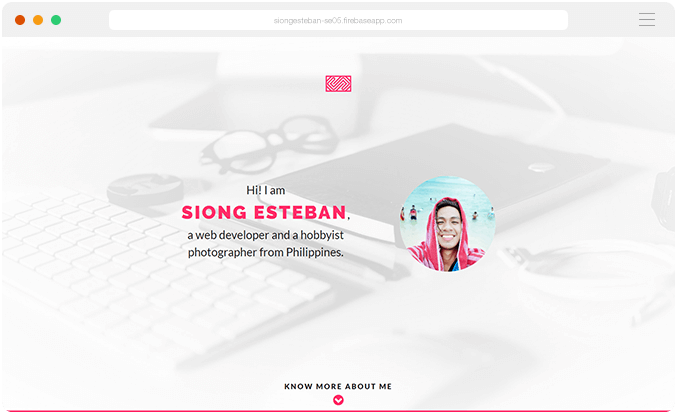 siongesteban-se05.firebaseapp.com
Hi! I am
SIONG ESTEBAN,
a web developer and a hobbyist
photographer from Philippines.
KNOW MORE ABOUT ME